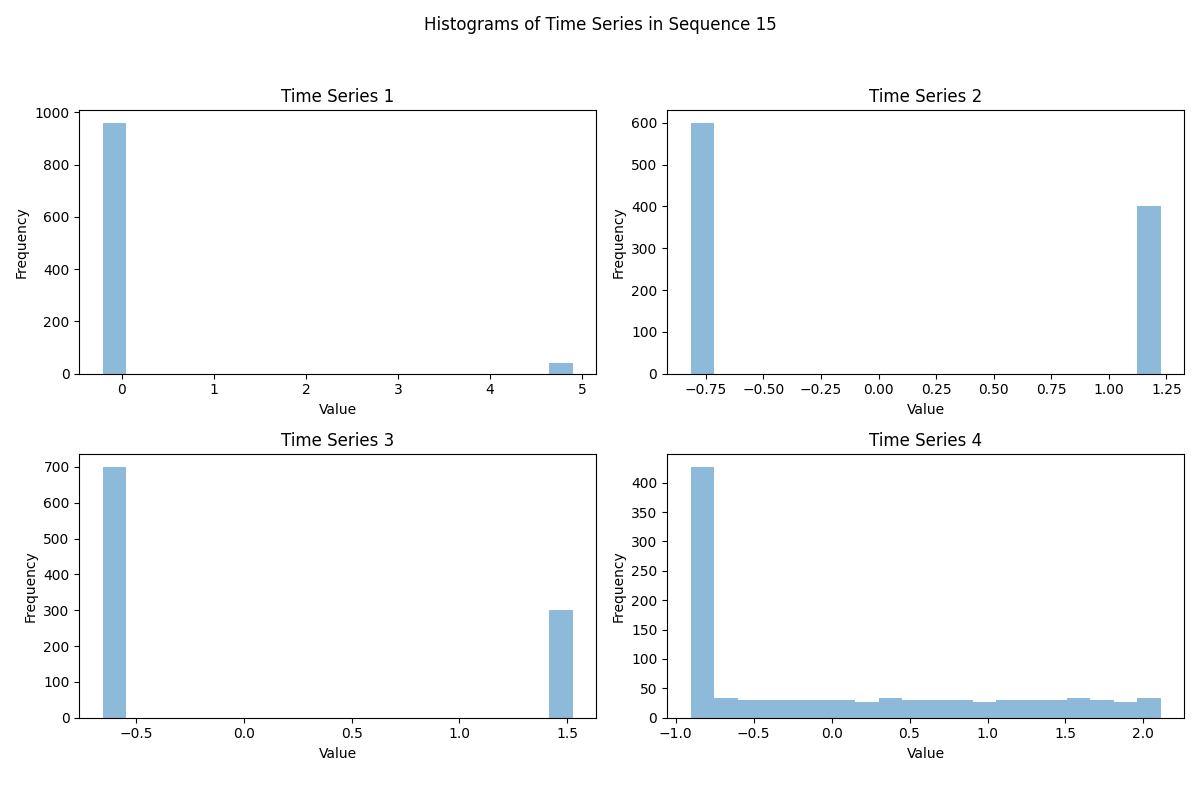 Histograms of Time Series in Sequence 15
Time Series 1
Frequency
1000
800
600
400
200
0
0 1 2 3 4 5
Value
Time Series 2
Frequency
600
500
400
300
200
100
0
−0.75 −0.50 −0.25 0.00 0.25 0.50 0.75 1.00 1.25
Value
Time Series 3
Frequency
700
600
500
400
300
200
100
0
−0.5 0.0 0.5 1.0 1.5
Value
Time Series 4
Frequency
400
350
300
250
200
150
100
50
0
−1.0 −0.5 0.0 0.5 1.0 1.5 2.0
Value